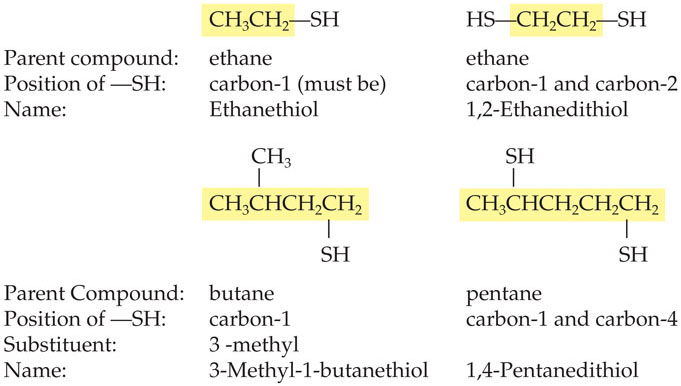 CH₃CH₂—SH HS—CH₂CH₂—SH
Parent compound: ethane ethane
Position of —SH: carbon-1 (must be) carbon-1 and carbon-2
Name: Ethanethiol 1,2-Ethanedithiol
CH₃ SH
CH₃CHCH₂CH₂ CH₃CHCH₂CH₂CH₂
SH SH
Parent Compound: butane pentane
Position of —SH: carbon-1 carbon-1 and carbon-4
Substituent: 3 -methyl
Name: 3-Methyl-1-butanethiol 1,4-Pentanedithiol